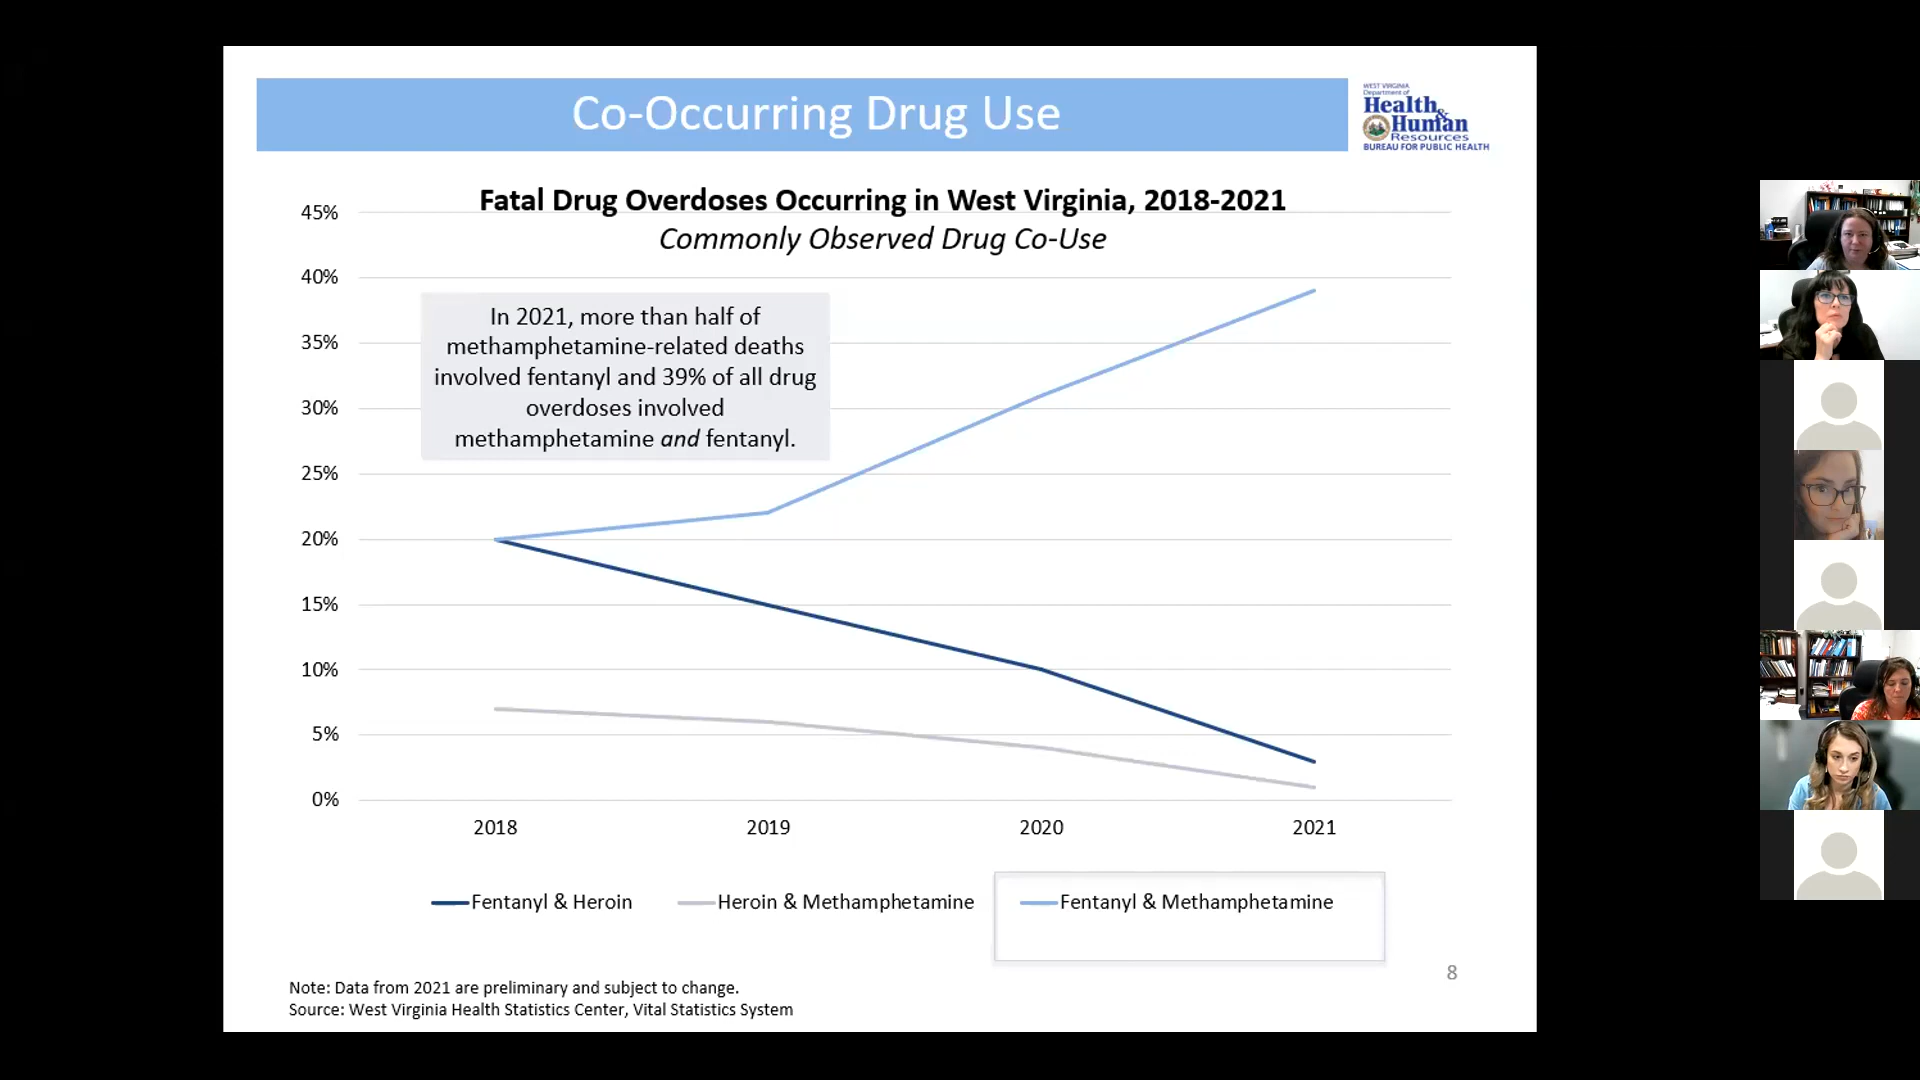 Co-Occurring Drug Use
WEST VIRGINIA
Department of
Health
&
Human
Resources
BUREAU FOR PUBLIC HEALTH
Fatal Drug Overdoses Occurring in West Virginia, 2018-2021
Commonly Observed Drug Co-Use
45%
40%
35%
30%
25%
20%
15%
10%
5%
0%
In 2021, more than half of
methamphetamine-related deaths
involved fentanyl and 39% of all drug
overdoses involved
methamphetamine and fentanyl.
2018 2019 2020 2021
Fentanyl & Heroin Heroin & Methamphetamine Fentanyl & Methamphetamine
8
Note: Data from 2021 are preliminary and subject to change.
Source: West Virginia Health Statistics Center, Vital Statistics System